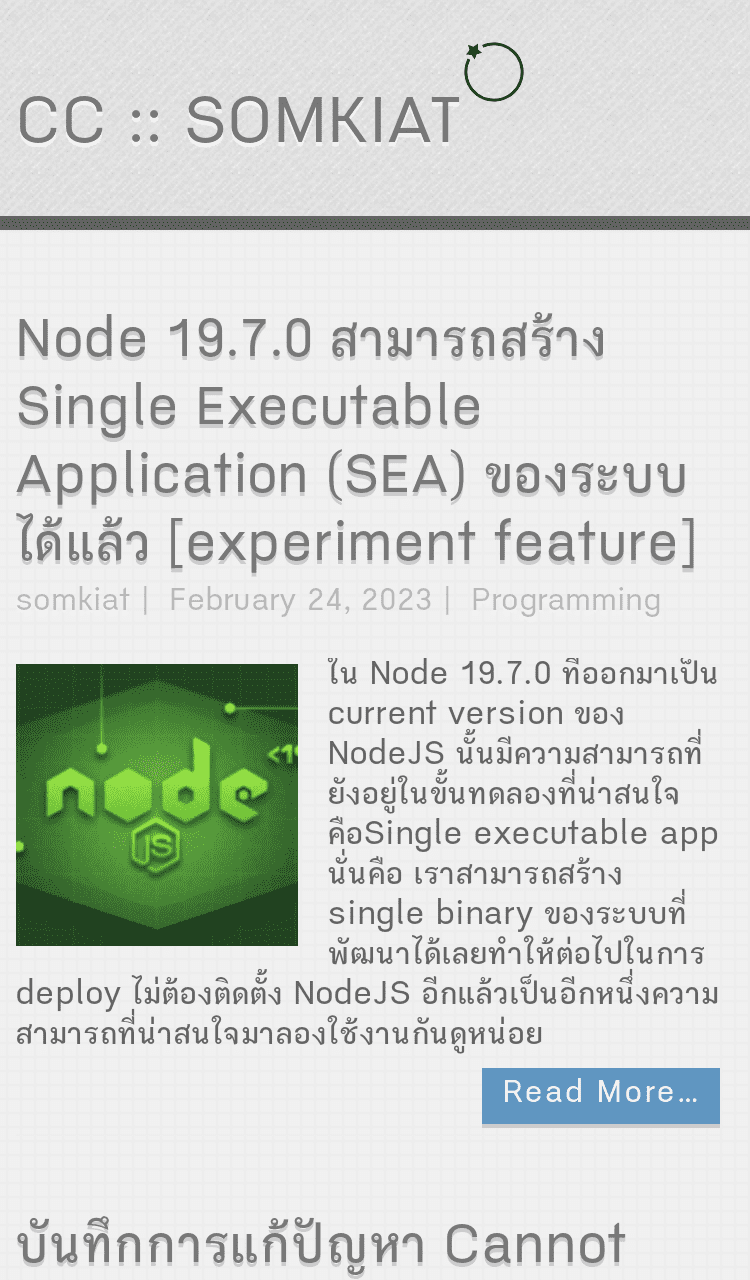 CC :: SOMKIAT
Node 19.7.0 สามารถสร้าง
Single Executable
Application (SEA) ของระบบ
ได้แล้ว [experiment feature]
somkiat | February 24, 2023 | Programming
node
JS
ใน Node 19.7.0 ที่ออกมาเป็น
current version ของ
NodeJS นั้นมีความสามารถที่
ยังอยู่ในขั้นทดลองที่น่าสนใจ
คือSingle executable app
นั่นคือ เราสามารถสร้าง
single binary ของระบบที่
พัฒนาได้เลยทำให้ต่อไปในการ
deploy ไม่ต้องติดตั้ง NodeJS อีกแล้วเป็นอีกหนึ่งความ
สามารถที่น่าสนใจมาลองใช้งานกันดูหน่อย
Read More…
บันทึกการแก้ปัญหา Cannot